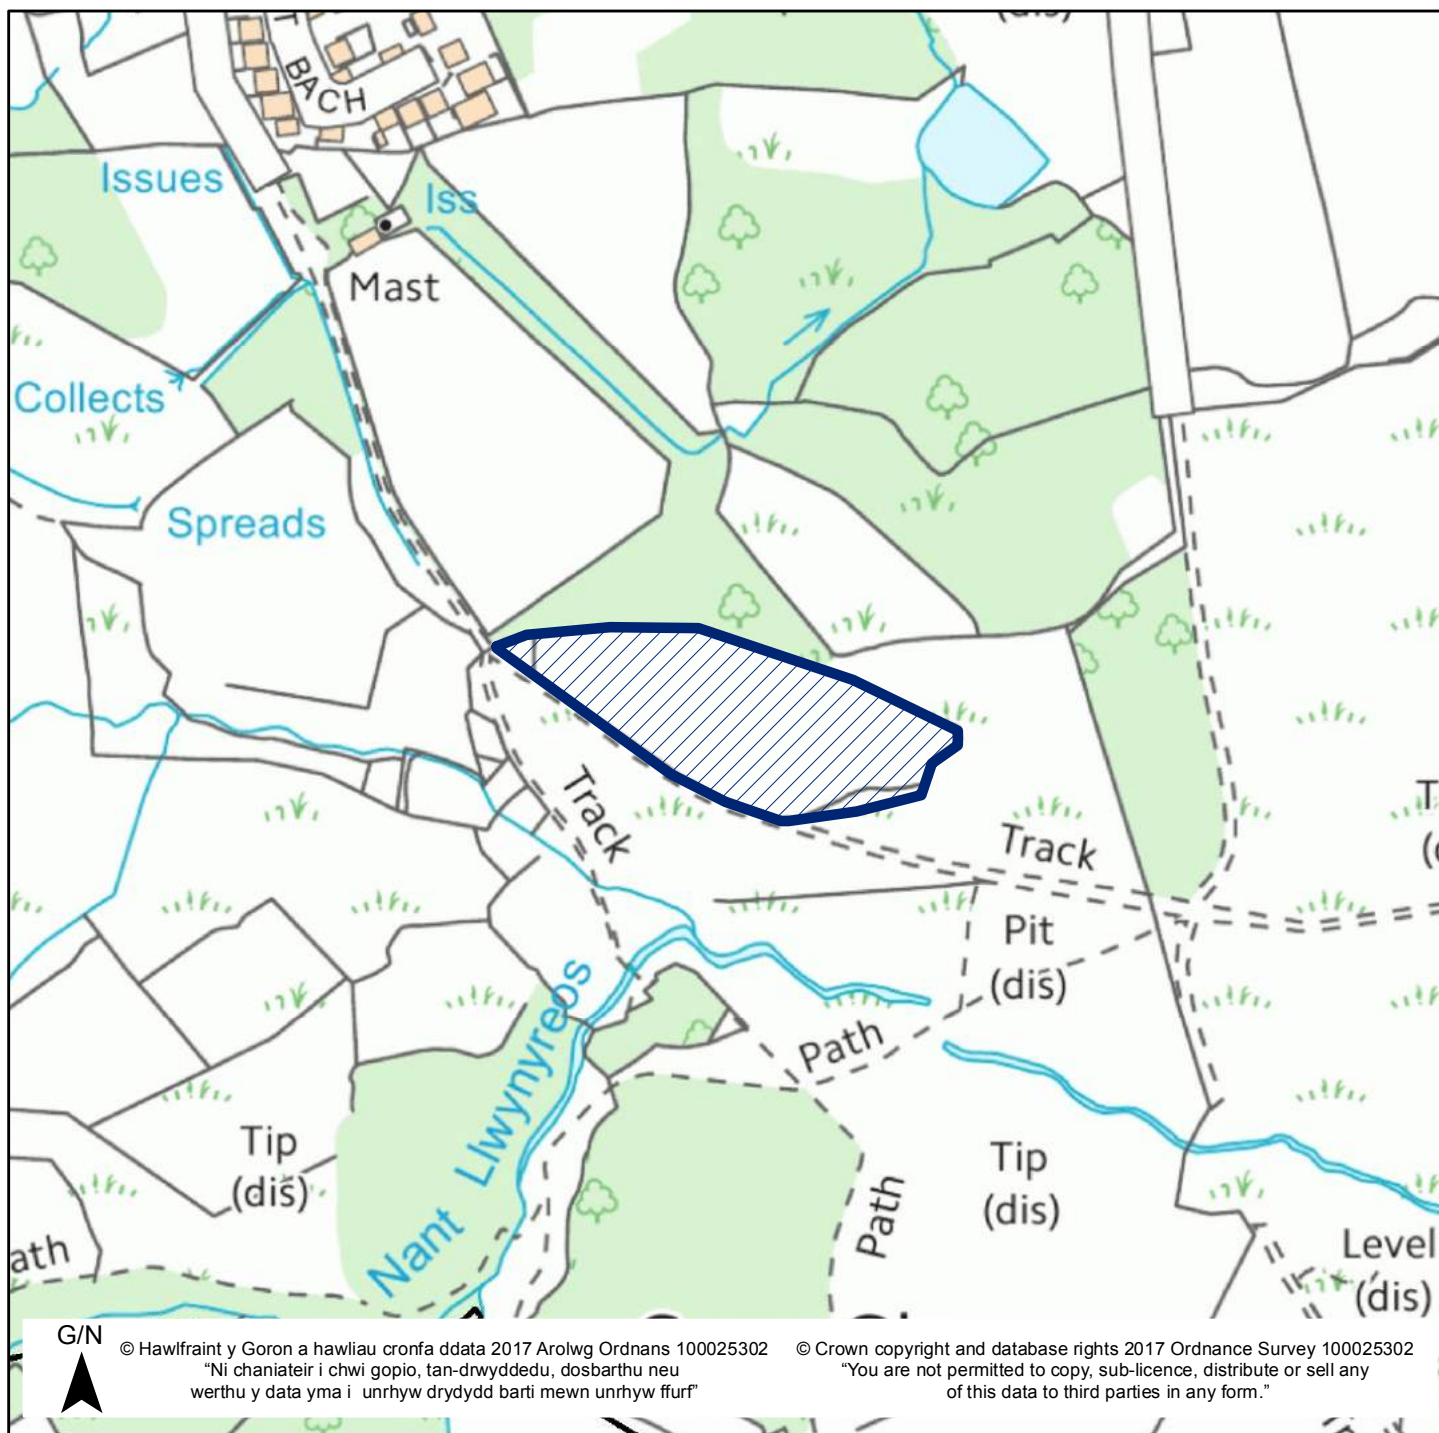 (dis)
BACH
Issues
Iss
Mast
Collects
Spreads
Track
Track
Pit
(dis)
Path
Nant Llwynyreos
Tip
(dis)
Tip
(dis)
Path
Level
(dis)
ath
G/N
© Hawlfraint y Goron a hawliau cronfa ddata 2017 Arolwg Ordnans 100025302
“Ni chaniateir i chwi gopio, tan-drwyddedu, dosbarthu neu
werthu y data yma i unrhyw drydydd barti mewn unrhyw ffurf”
© Crown copyright and database rights 2017 Ordnance Survey 100025302
“You are not permitted to copy, sub-licence, distribute or sell any
of this data to third parties in any form.”